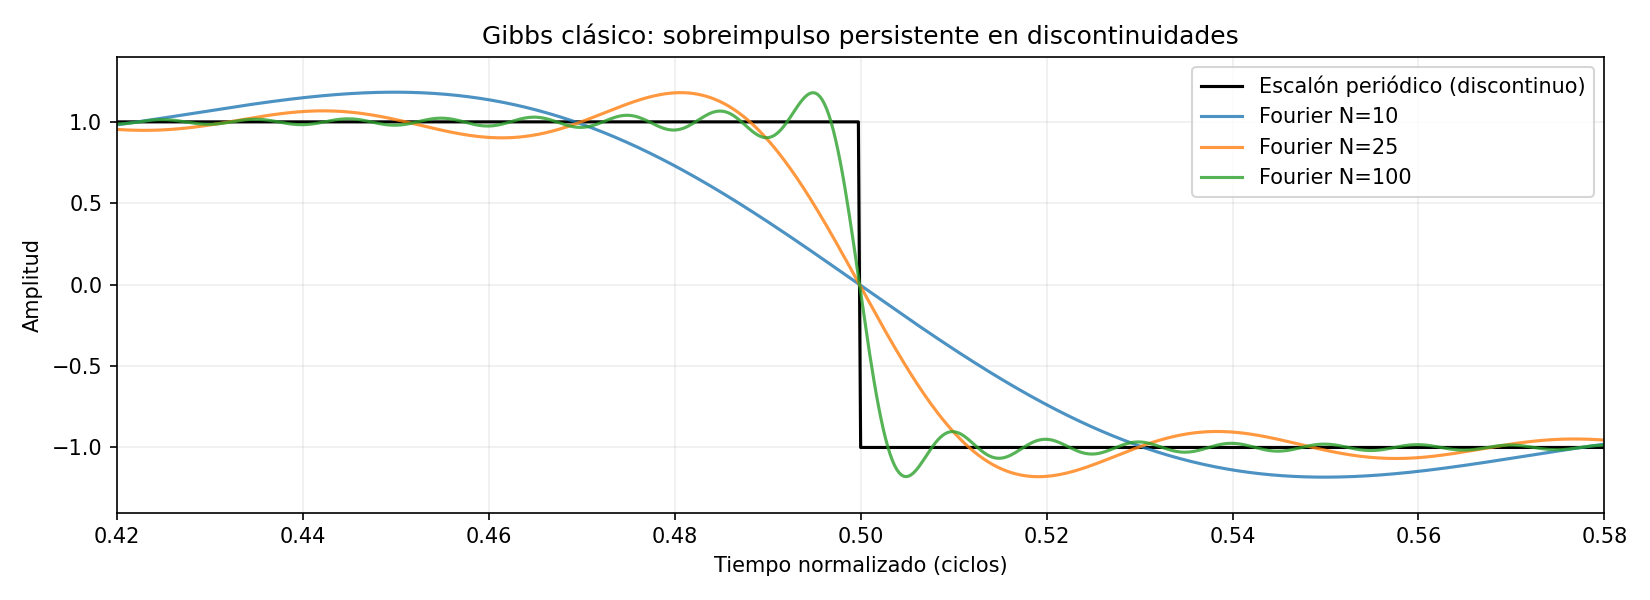 Gibbs clásico: sobreimpulso persistente en discontinuidades
Escalón periódico (discontinuo)
Fourier N=10
Fourier N=25
Fourier N=100
Amplitud
1.0
0.5
0.0
−0.5
−1.0
0.42 0.44 0.46 0.48 0.50 0.52 0.54 0.56 0.58
Tiempo normalizado (ciclos)